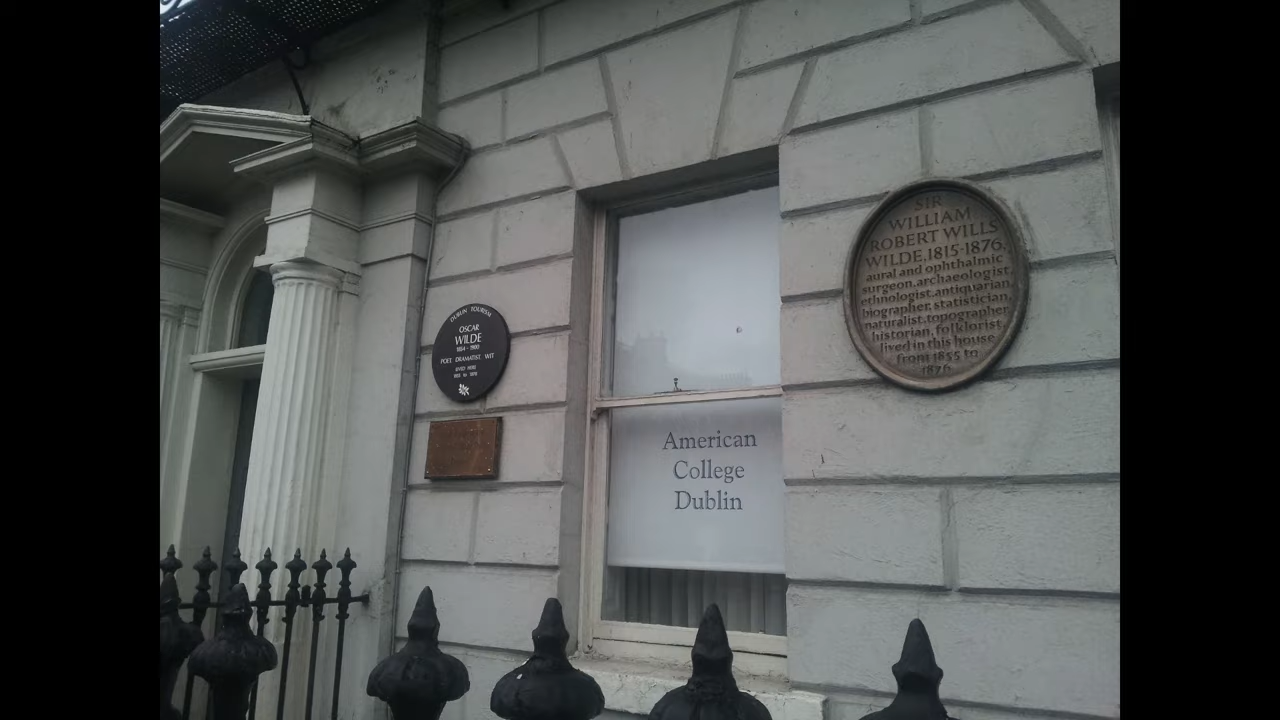 DUBLIN TOURISM
OSCAR
WILDE
1854 - 1900
POET DRAMATIST WIT
LIVED HERE
American
College
Dublin
SIR
WILLIAM
ROBERT WILLS
WILDE, 1815-1876,
aural and ophthalmic
surgeon, archaeologist,
ethnologist, antiquarian,
biographer, statistician,
naturalist, topographer,
historian, folklorist,
lived in this house
from 1855 to
1876